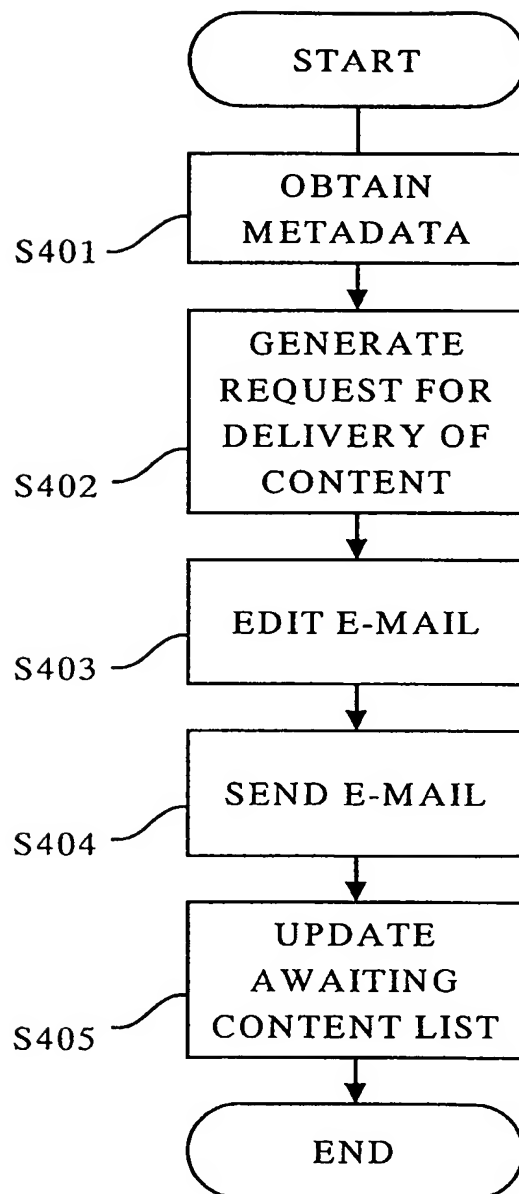 START
OBTAIN
METADATA
S401
GENERATE
REQUEST FOR
DELIVERY OF
CONTENT
S402
EDIT E-MAIL
S403
SEND E-MAIL
S404
UPDATE
AWAITING
CONTENT LIST
S405
END